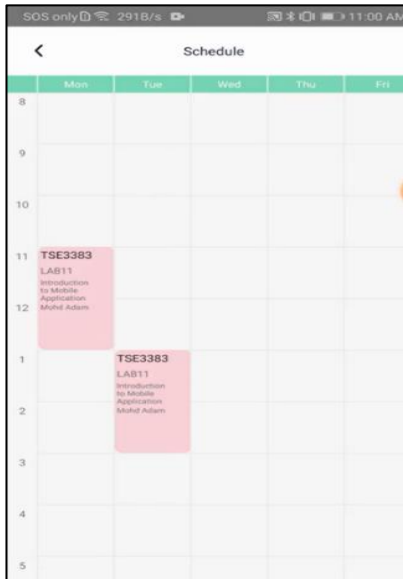 SOS only 291B/s 11:00 AM
Schedule
Mon Tue Wed Thu Fri
8
9
10
11
TSE3383
LAB11
Introduction
to Mobile
Application
Mohd Adam
12
1
TSE3383
LAB11
Introduction
to Mobile
Application
Mohd Adam
2
3
4
5